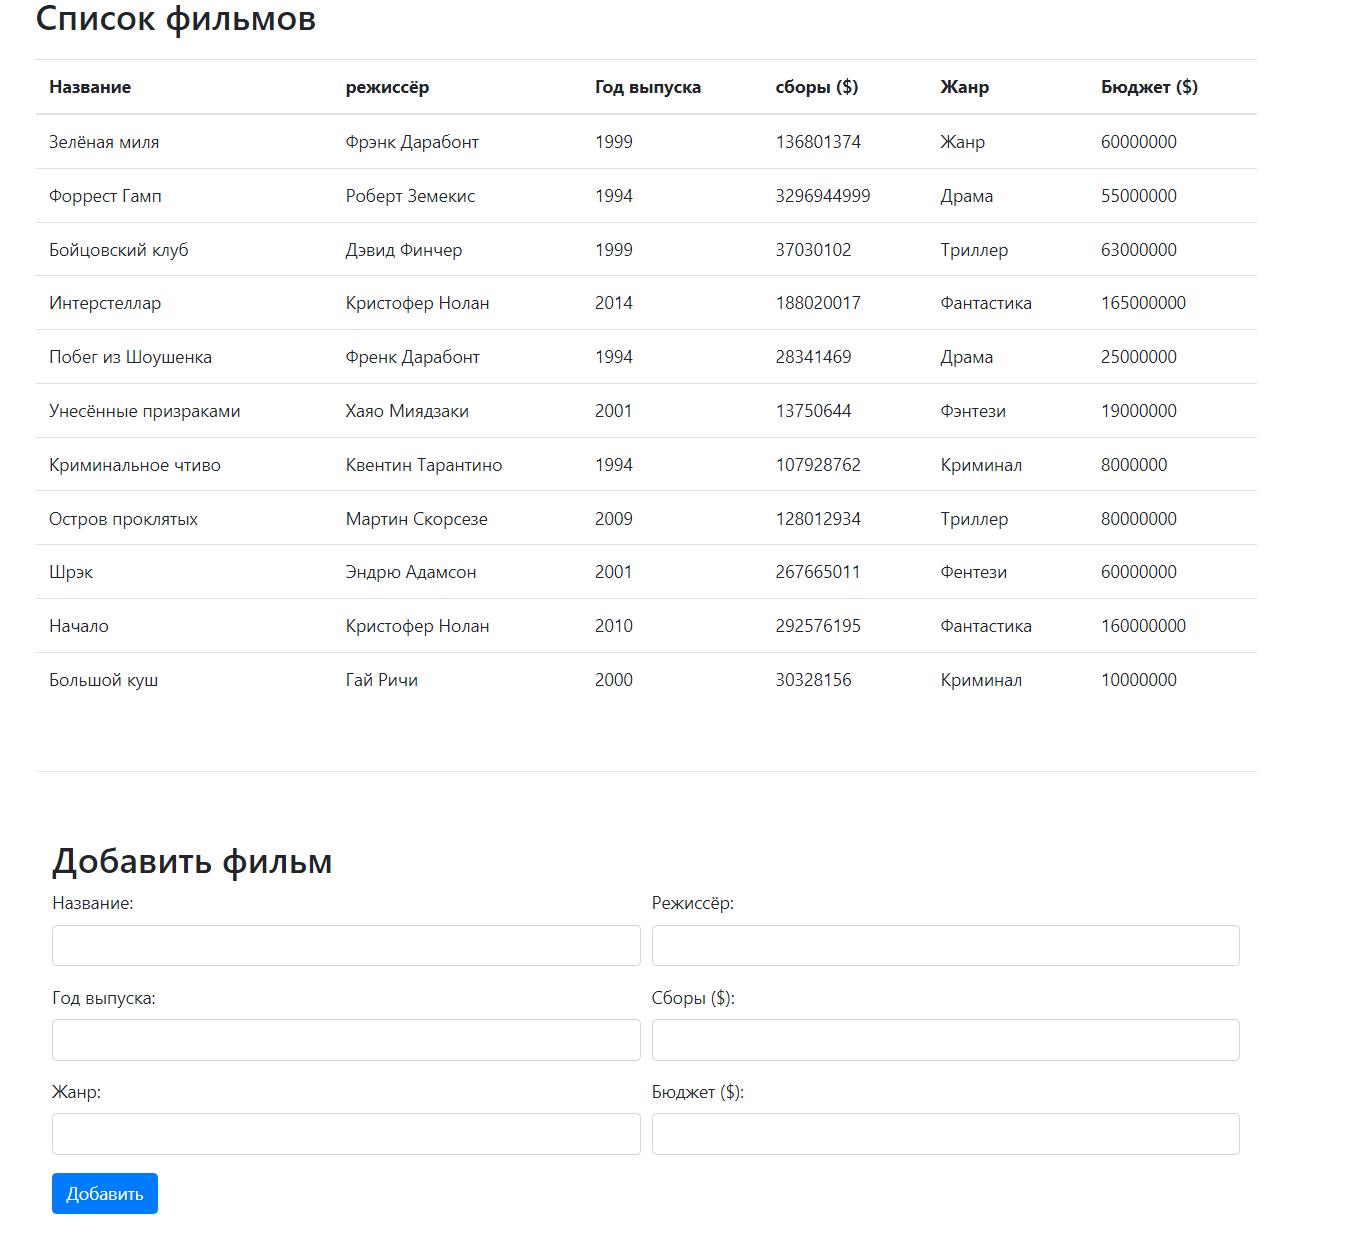 Список фильмов
Название режиссёр Год выпуска сборы ($) Жанр Бюджет ($)
Зелёная миля Фрэнк Дарабонт 1999 136801374 Жанр 60000000
Форрест Гамп Роберт Земекис 1994 3296944999 Драма 55000000
Бойцовский клуб Дэвид Финчер 1999 37030102 Триллер 63000000
Интерстеллар Кристофер Нолан 2014 188020017 Фантастика 165000000
Побег из Шоушенка Френк Дарабонт 1994 28341469 Драма 25000000
Унесённые призраками Хаяо Миядзаки 2001 13750644 Фэнтези 19000000
Криминальное чтиво Квентин Тарантино 1994 107928762 Криминал 8000000
Остров проклятых Мартин Скорсезе 2009 128012934 Триллер 80000000
Шрэк Эндрю Адамсон 2001 267665011 Фентези 60000000
Начало Кристофер Нолан 2010 292576195 Фантастика 160000000
Большой куш Гай Ричи 2000 30328156 Криминал 10000000
Добавить фильм
Название: Режиссёр:
Год выпуска: Сборы ($):
Жанр: Бюджет ($):
Добавить